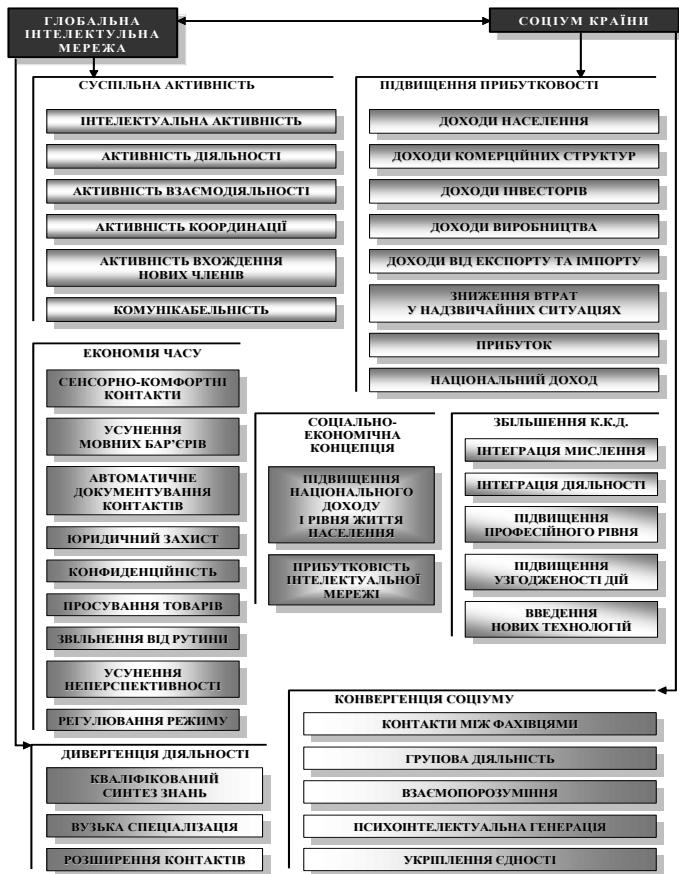 ГЛОБАЛЬНА
ІНТЕЛЕКТУЛЬНА
МЕРЕЖА
СОЦІУМ КРАЇНИ
СУСПІЛЬНА АКТИВНІСТЬ
ІНТЕЛЕКТУАЛЬНА АКТИВНІСТЬ
АКТИВНІСТЬ ДІЯЛЬНОСТІ
АКТИВНІСТЬ ВЗАЄМОДІЯЛЬНОСТІ
АКТИВНІСТЬ КООРДИНАЦІЇ
АКТИВНІСТЬ ВХОЖДЕННЯ
НОВИХ ЧЛЕНІВ
КОМУНІКАБЕЛЬНІСТЬ
ПІДВИЩЕННЯ ПРИБУТКОВОСТІ
ДОХОДИ НАСЕЛЕННЯ
ДОХОДИ КОМЕРЦІЙНИХ СТРУКТУР
ДОХОДИ ІНВЕСТОРІВ
ДОХОДИ ВИРОБНИЦТВА
ДОХОДИ ВІД ЕКСПОРТУ ТА ІМПОРТУ
ЗНИЖЕННЯ ВТРАТ
У НАДЗВИЧАЙНИХ СИТУАЦІЯХ
ПРИБУТОК
НАЦІОНАЛЬНИЙ ДОХОД
ЕКОНОМІЯ ЧАСУ
СЕНСОРНО-КОМФОРТНІ
КОНТАКТИ
УСУНЕННЯ
МОВНИХ БАР'ЄРІВ
АВТОМАТИЧНЕ
ДОКУМЕНТУВАННЯ
КОНТАКТІВ
ЮРИДИЧНИЙ ЗАХИСТ
КОНФИДЕНЦІЙНІСТЬ
ПРОСУВАННЯ ТОВАРІВ
ЗВІЛЬНЕННЯ ВІД РУТИНИ
УСУНЕННЯ
НЕПЕРСПЕКТИВНОСТІ
РЕГУЛЮВАННЯ РЕЖИМУ
СОЦІАЛЬНО-
ЕКОНОМІЧНА
КОНЦЕПЦІЯ
ПІДВИЩЕННЯ
НАЦІОНАЛЬНОГО
ДОХОДУ
І РІВНЯ ЖИТТЯ
НАСЕЛЕННЯ
ПРИБУТКОВІСТЬ
ІНТЕЛЕКТУАЛЬНОЇ
МЕРЕЖІ
ЗБІЛЬШЕННЯ К.К.Д.
ІНТЕГРАЦІЯ МИСЛЕННЯ
ІНТЕГРАЦІЯ ДІЯЛЬНОСТІ
ПІДВИЩЕННЯ
ПРОФЕСІЙНОГО РІВНЯ
ПІДВИЩЕННЯ
УЗГОДЖЕНОСТІ ДІЙ
ВВЕДЕННЯ
НОВИХ ТЕХНОЛОГІЙ
ДИВЕРГЕНЦІЯ ДІЯЛЬНОСТІ
КВАЛІФІКОВАНИЙ
СИНТЕЗ ЗНАНЬ
ВУЗЬКА СПЕЦІАЛІЗАЦІЯ
РОЗШИРЕННЯ КОНТАКТІВ
КОНВЕРГЕНЦІЯ СОЦІУМУ
КОНТАКТИ МІЖ ФАХІВЦЯМИ
ГРУПОВА ДІЯЛЬНІСТЬ
ВЗАЄМОПОРОЗУМІННЯ
ПСИХОІНТЕЛЕКТУАЛЬНА ГЕНЕРАЦІЯ
УКРІПЛЕННЯ ЄДНОСТІ